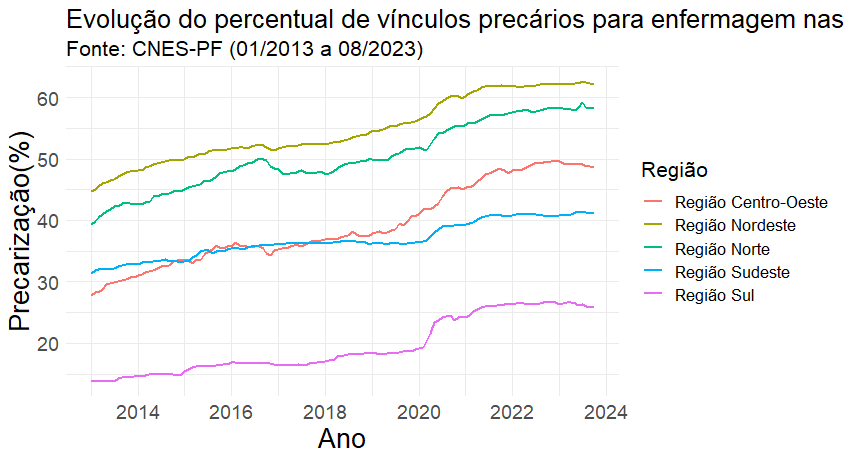 Evolução do percentual de vínculos precários para enfermagem nas
Fonte: CNES-PF (01/2013 a 08/2023)
Precarização(%)
60
50
40
30
20
2014 2016 2018 2020 2022 2024
Ano
Região
Região Centro-Oeste
Região Nordeste
Região Norte
Região Sudeste
Região Sul